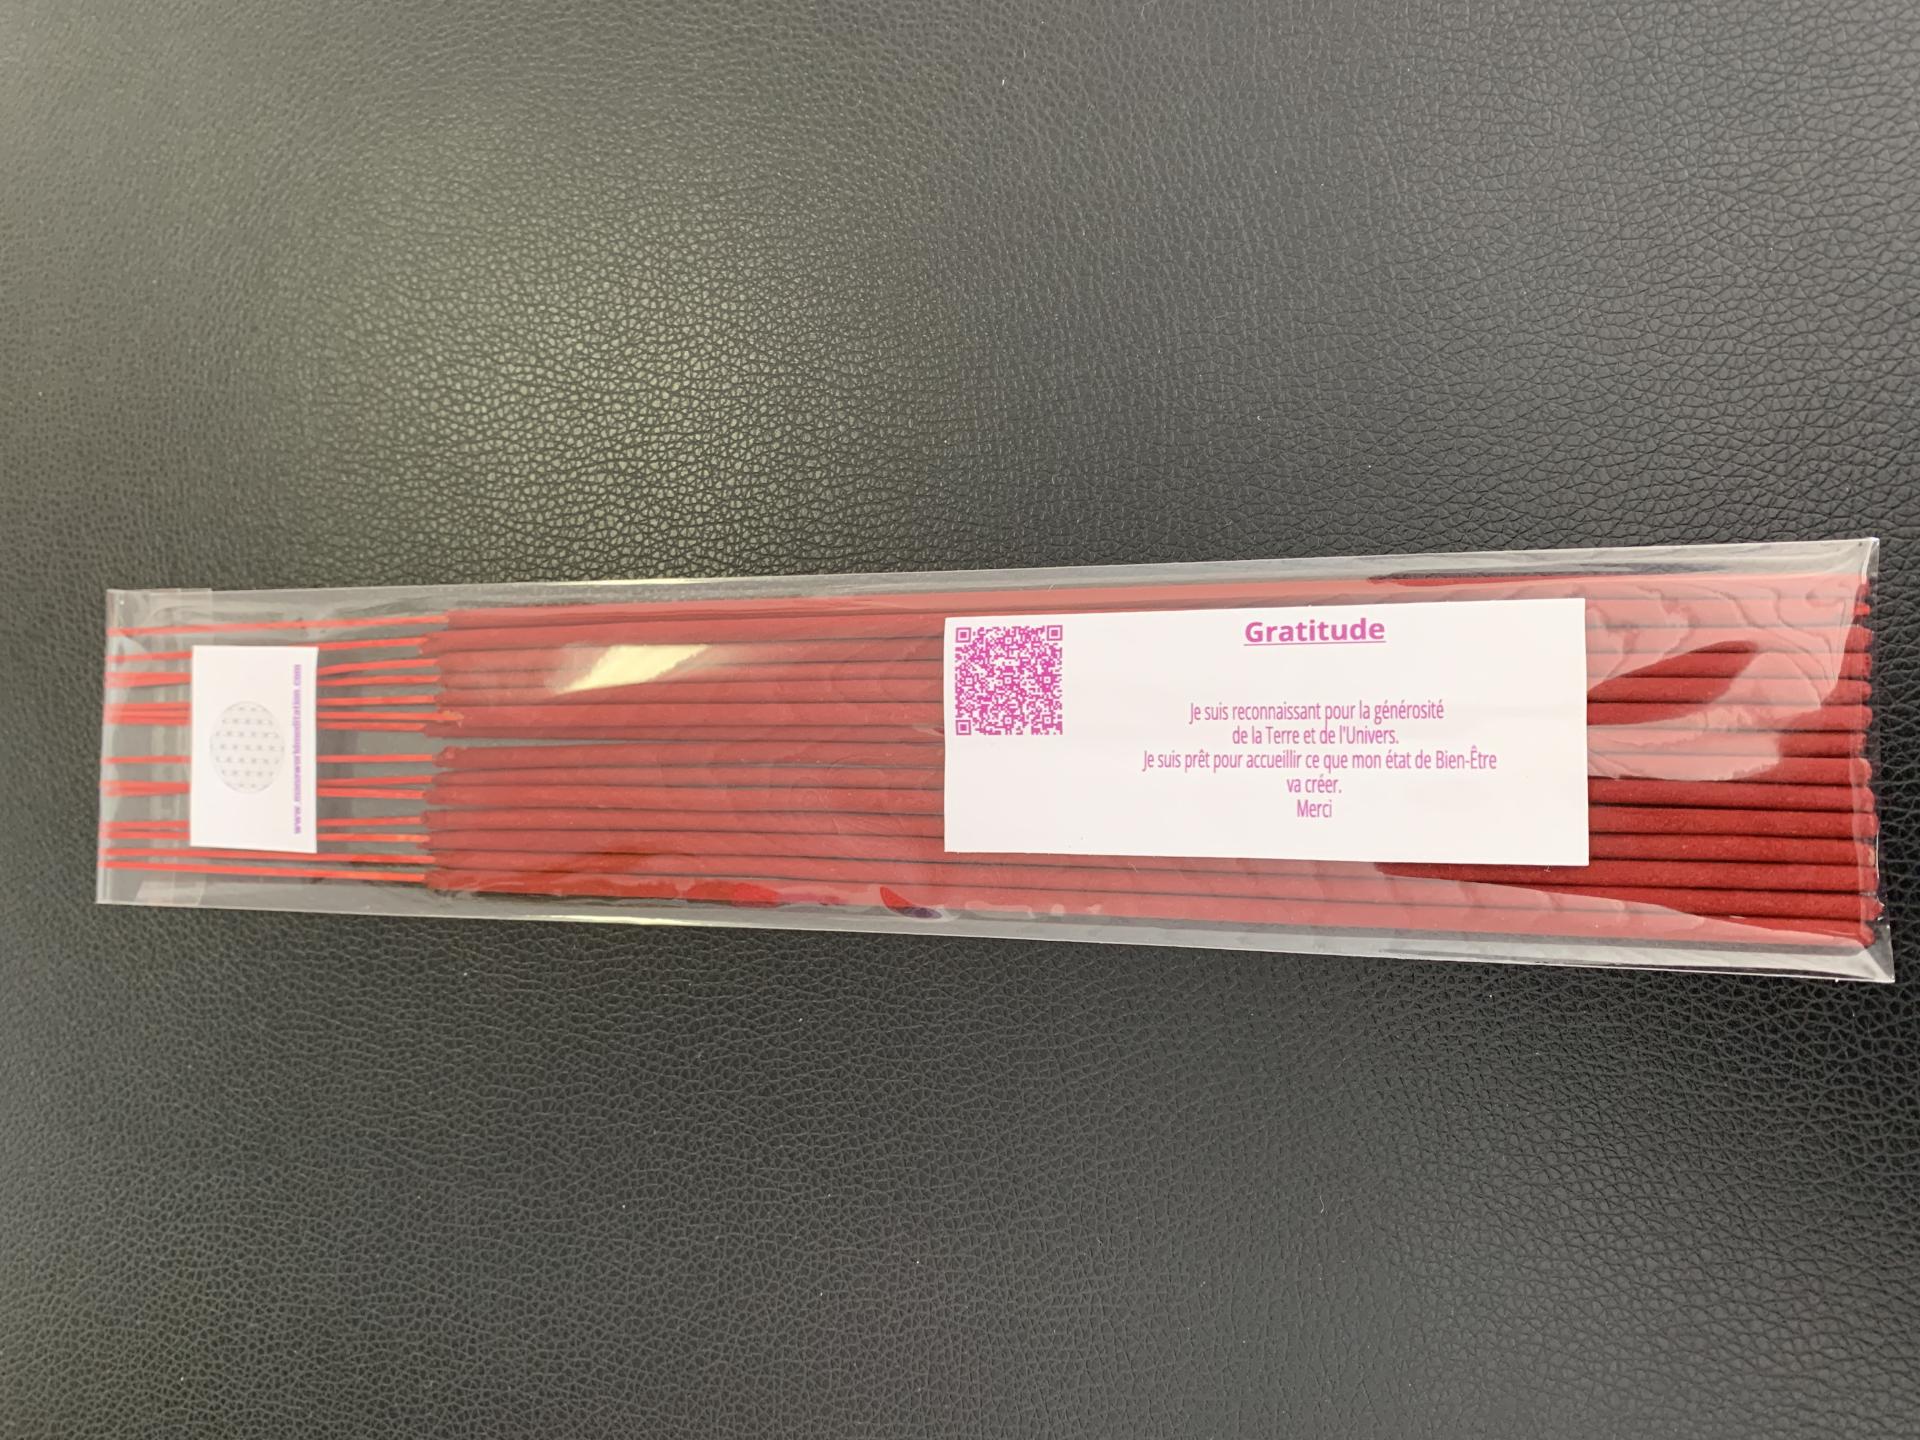 Gratitude
Je suis reconnaissant pour la générosité
de la Terre et de l'Univers.
Je suis prêt pour accueillir ce que mon état de Bien-Être
va créer.
Merci